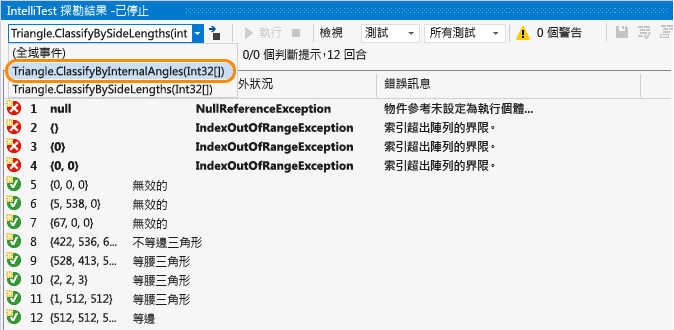 IntelliTest 探勘結果 -已停止
Triangle.ClassifyBySideLengths(int 執行 檢視 測試 所有測試 0 個警告
(全域事件)
0/0 個判斷提示,12 回合
Triangle.ClassifyByInternalAngles(Int32[])
Triangle.ClassifyBySideLengths(Int32[])
外狀況 錯誤訊息
1 null NullReferenceException 物件參考未設定為執行個體...
2 {} IndexOutOfRangeException 索引超出陣列的界限。
3 {0} IndexOutOfRangeException 索引超出陣列的界限。
4 {0, 0} IndexOutOfRangeException 索引超出陣列的界限。
5 {0, 0, 0} 無效的
6 {5, 538, 0} 無效的
7 {67, 0, 0} 無效的
8 {422, 536, 6... 不等邊三角形
9 {528, 413, 5... 等腰三角形
10 {2, 2, 3} 等腰三角形
11 {1, 512, 512} 等腰三角形
12 {512, 512, 5... 等邊